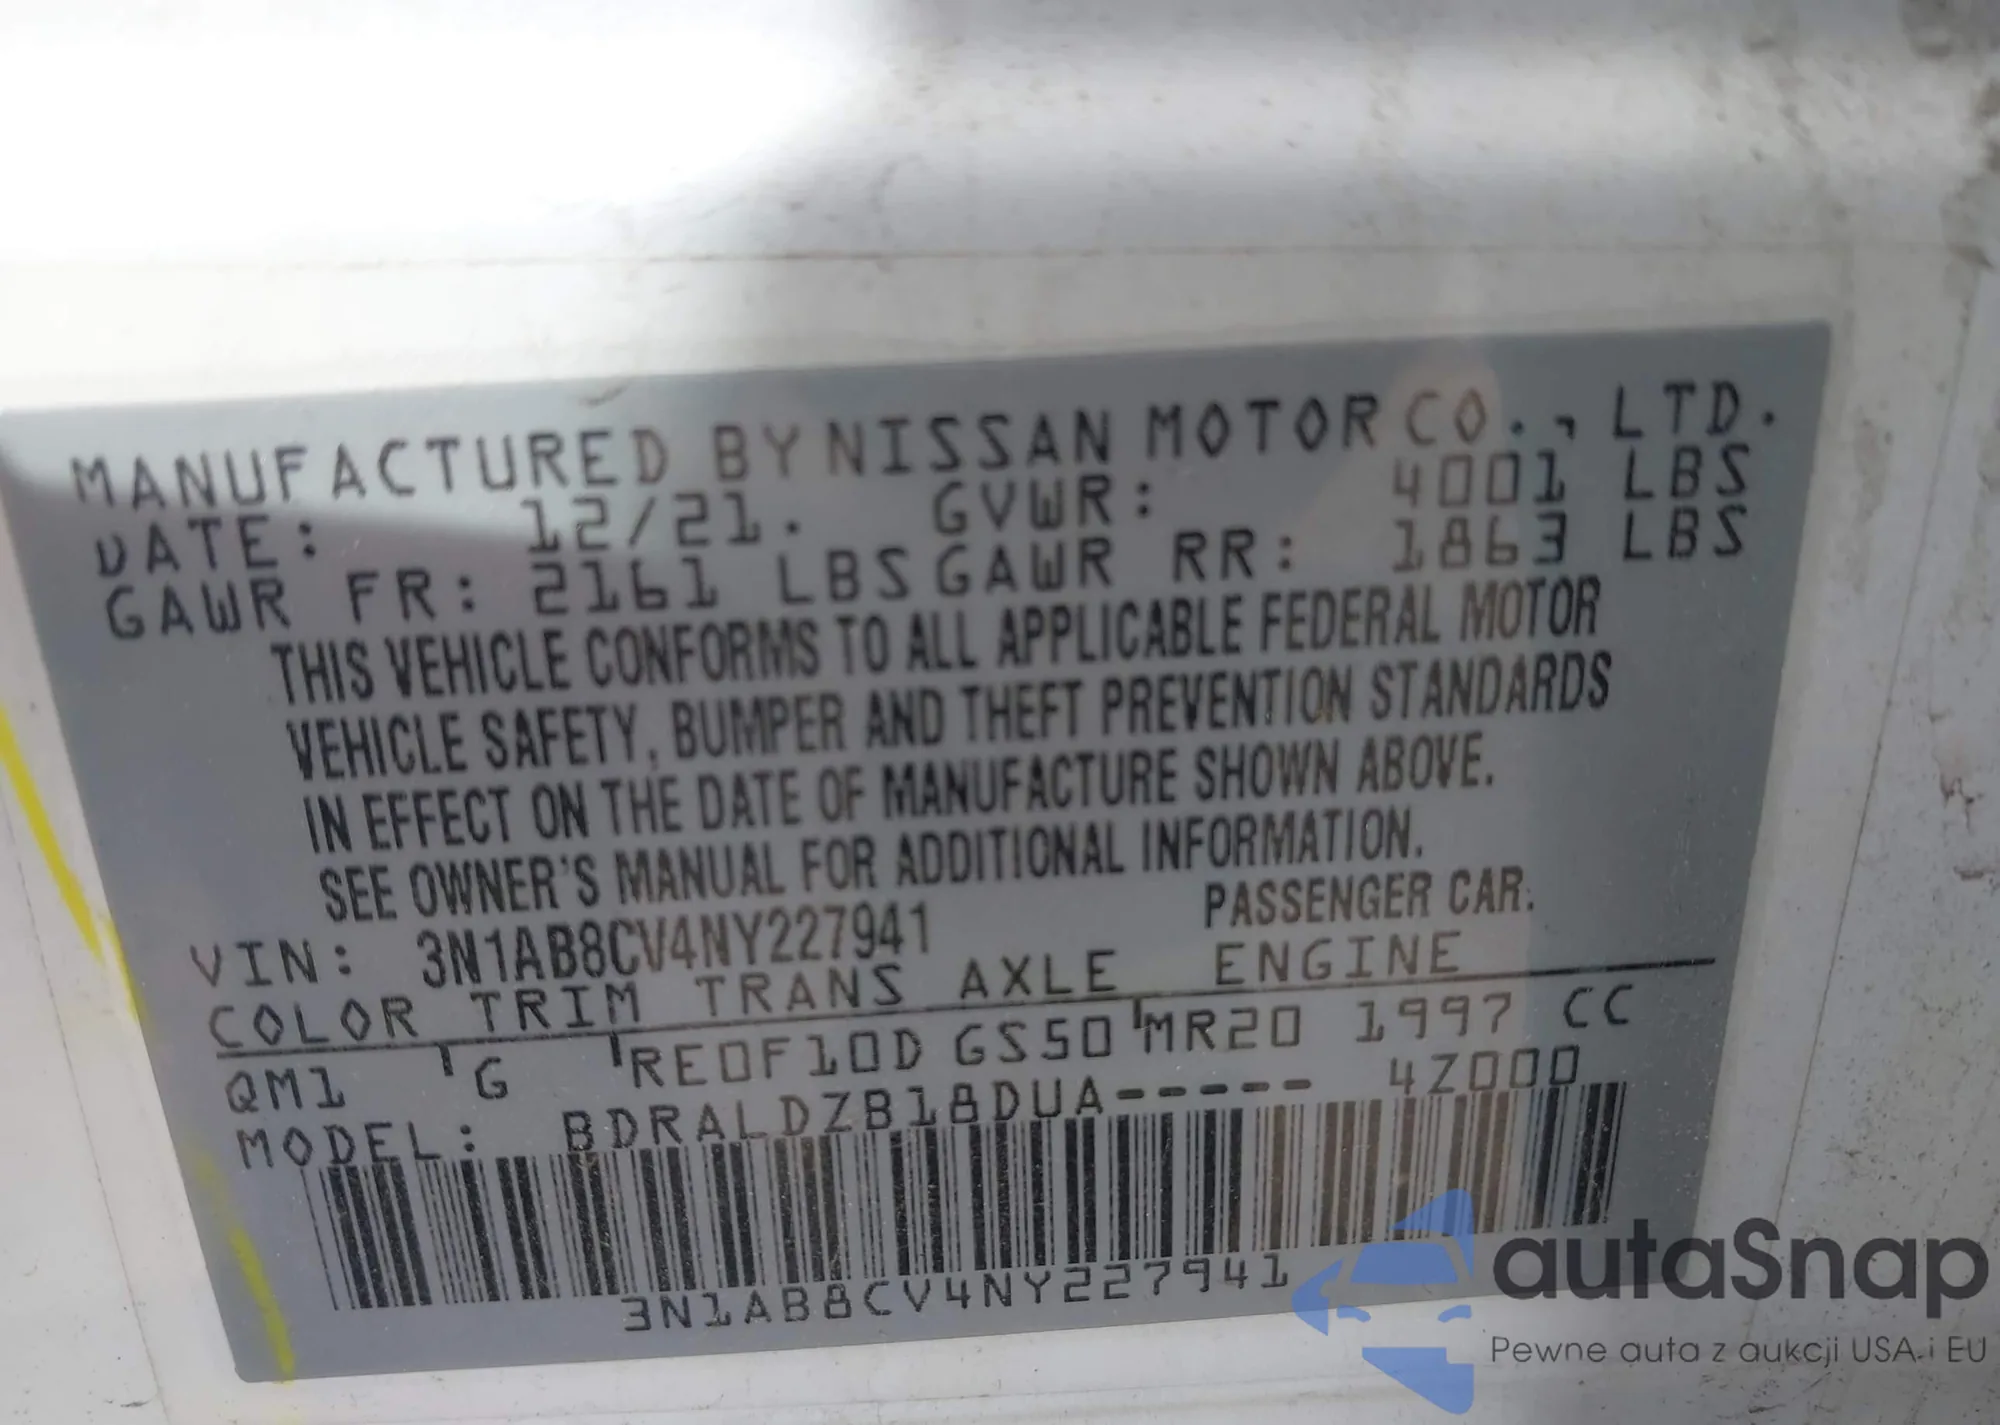 MANUFACTURED BY NISSAN MOTOR CO., LTD.
DATE: 12/21. GVWR: 4001 LBS
GAWR FR: 2161 LBS GAWR RR: 1863 LBS
THIS VEHICLE CONFORMS TO ALL APPLICABLE FEDERAL MOTOR
VEHICLE SAFETY, BUMPER AND THEFT PREVENTION STANDARDS
IN EFFECT ON THE DATE OF MANUFACTURE SHOWN ABOVE.
SEE OWNER'S MANUAL FOR ADDITIONAL INFORMATION.
VIN: 3N1AB8CV4NY227941 PASSENGER CAR.
COLOR TRIM TRANS AXLE ENGINE
QM1 G RE0F10D GS50 MR20 1997 CC
MODEL: BDRALDZB18DUA----- 4Z000
3N1AB8CV4NY227941
autaSnap
Pewne auta z aukcji USA i EU